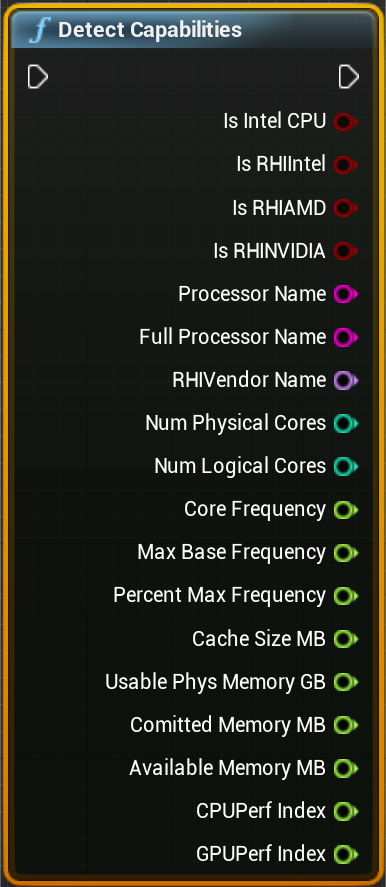 f Detect Capabilities
Is Intel CPU
Is RHIIntel
Is RHIAMD
Is RHINVIDIA
Processor Name
Full Processor Name
RHIVendor Name
Num Physical Cores
Num Logical Cores
Core Frequency
Max Base Frequency
Percent Max Frequency
Cache Size MB
Usable Phys Memory GB
Comitted Memory MB
Available Memory MB
CPUPerf Index
GPUPerf Index